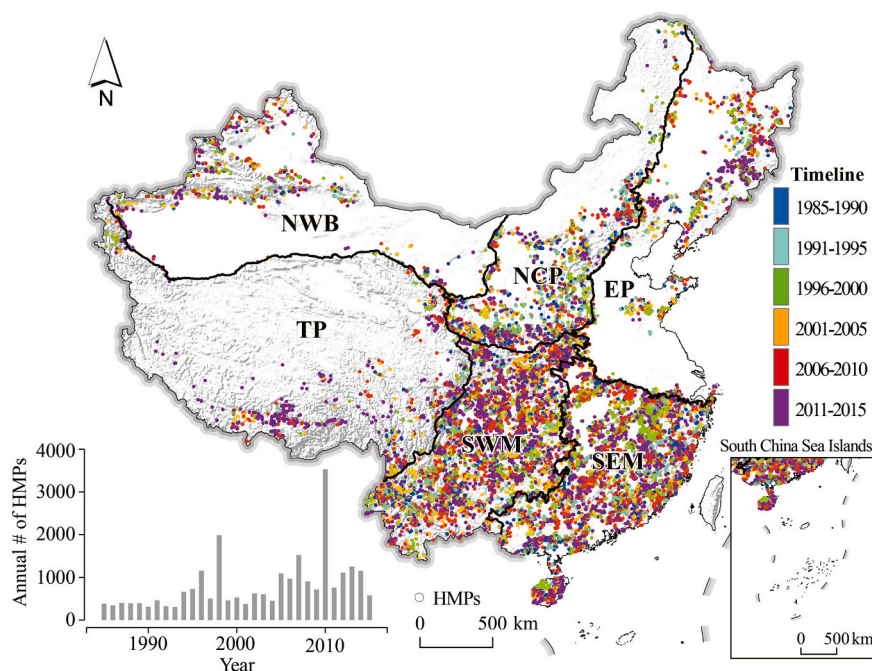 N
NWB
NCP
EP
TP
SWM
SEM
Timeline
1985-1990
1991-1995
1996-2000
2001-2005
2006-2010
2011-2015
South China Sea Islands
0 500 km
Annual # of HMPs
4000
3000
2000
1000
0
1990 2000 2010
Year
HMPs
0 500 km